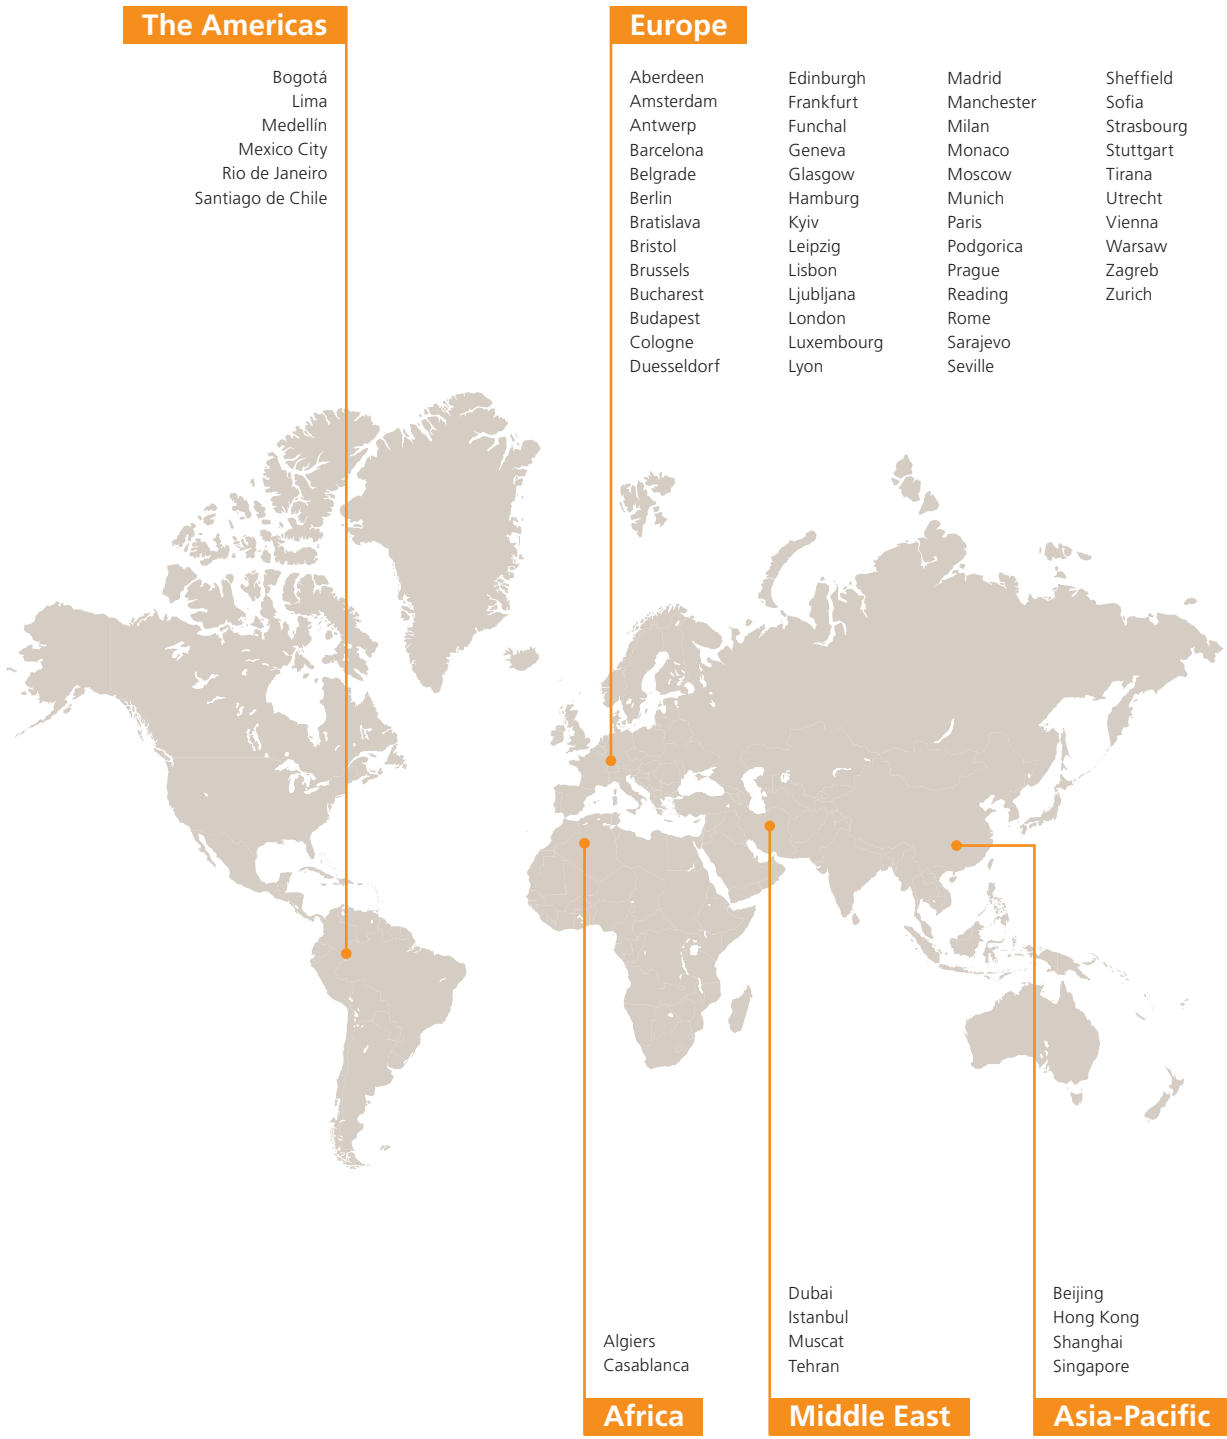 The Americas
Bogotá
Lima
Medellín
Mexico City
Rio de Janeiro
Santiago de Chile
Europe
Aberdeen
Amsterdam
Antwerp
Barcelona
Belgrade
Berlin
Bratislava
Bristol
Brussels
Bucharest
Budapest
Cologne
Duesseldorf
Edinburgh
Frankfurt
Funchal
Geneva
Glasgow
Hamburg
Kyiv
Leipzig
Lisbon
Ljubljana
London
Luxembourg
Lyon
Madrid
Manchester
Milan
Monaco
Moscow
Munich
Paris
Podgorica
Prague
Reading
Rome
Sarajevo
Seville
Sheffield
Sofia
Strasbourg
Stuttgart
Tirana
Utrecht
Vienna
Warsaw
Zagreb
Zurich
Algiers
Casablanca
Africa
Dubai
Istanbul
Muscat
Tehran
Middle East
Beijing
Hong Kong
Shanghai
Singapore
Asia-Pacific